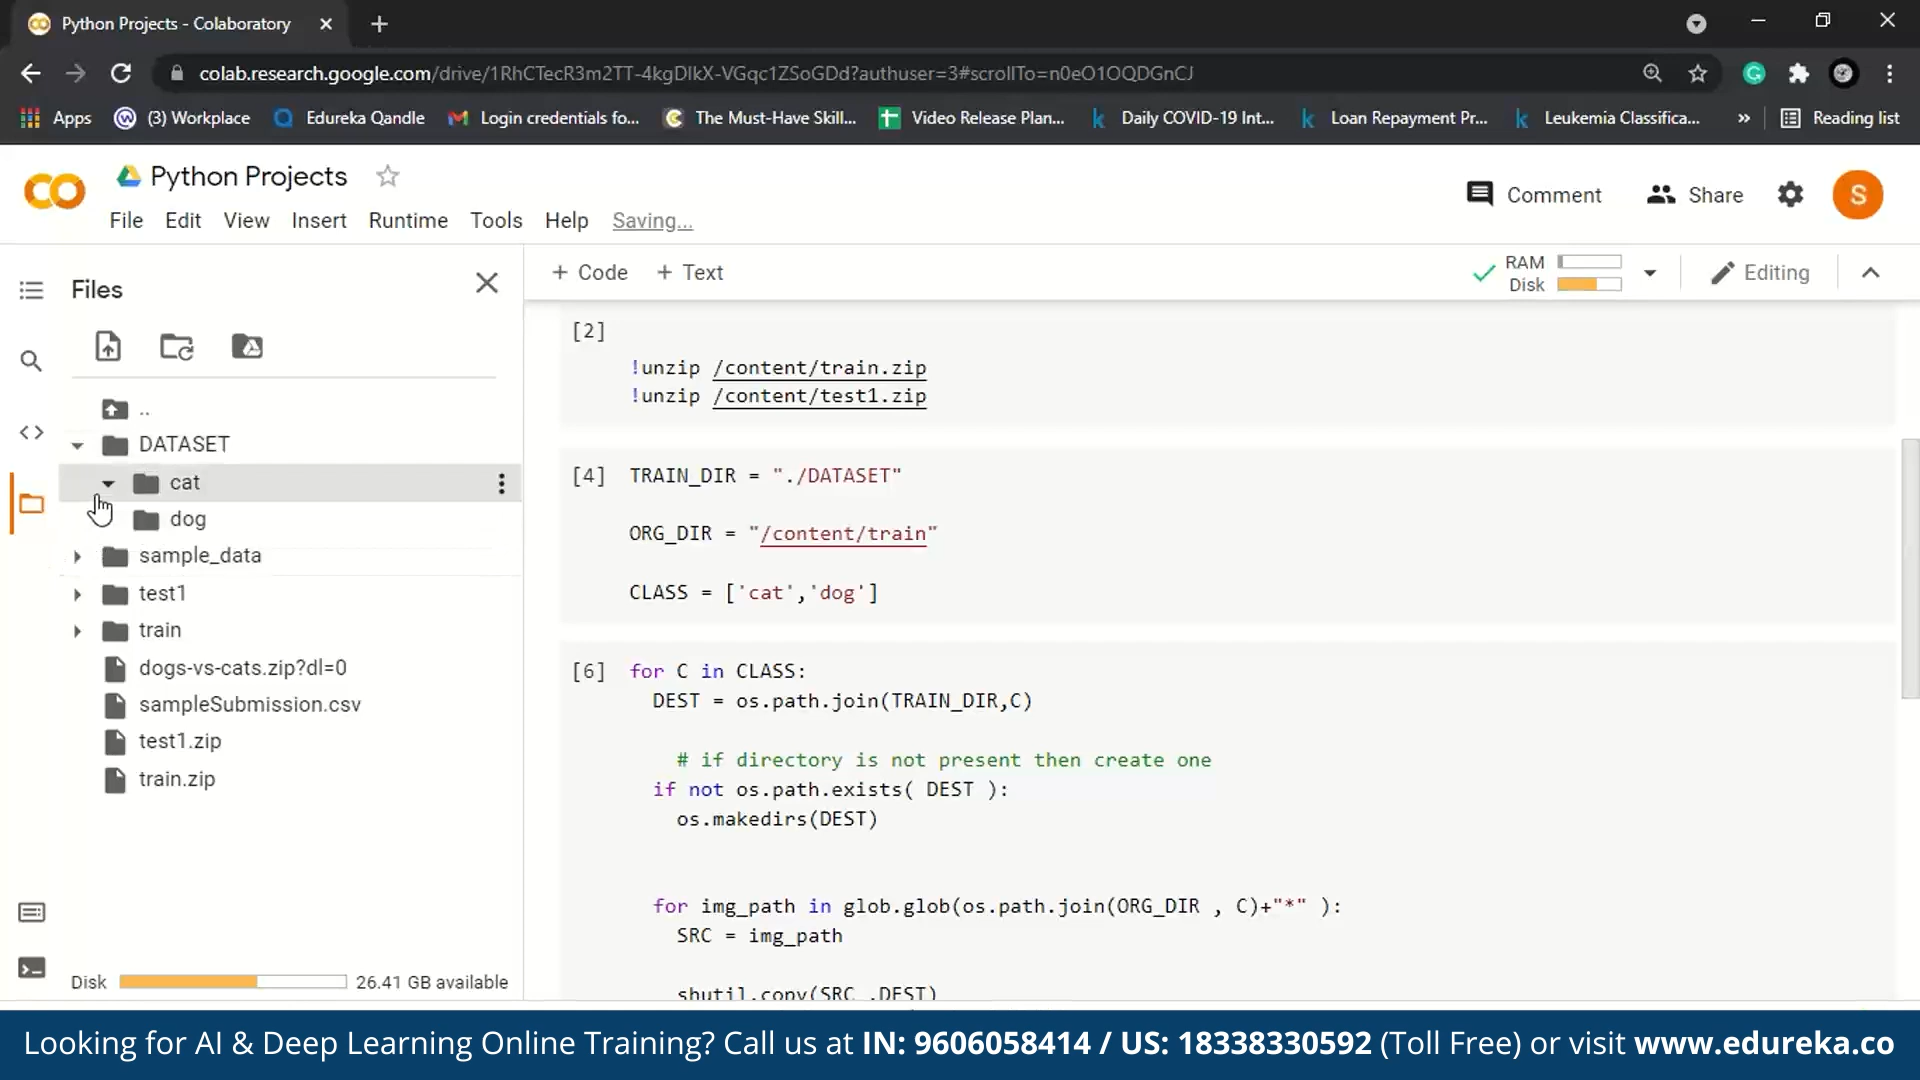 Python Projects - Colaboratory
colab.research.google.com/drive/1RhCTecR3m2TT-4kgDlkX-VGqc1ZSoGDd?authuser=3#scrollTo=n0eO1OQDGnCJ
Apps (3) Workplace Edureka Qandle Login credentials fo... The Must-Have Skill... Video Release Plan... Daily COVID-19 Int... Loan Repayment Pr... Leukemia Classifica... » Reading list
Python Projects
Comment Share S
File Edit View Insert Runtime Tools Help Saving...
Files
+ Code + Text
RAM
Disk
Editing
..
DATASET
cat
dog
sample_data
test1
train
dogs-vs-cats.zip?dl=0
sampleSubmission.csv
test1.zip
train.zip
Disk 26.41 GB available
[2]
!unzip /content/train.zip
!unzip /content/test1.zip
[4] TRAIN_DIR = "./DATASET"
ORG_DIR = "/content/train"
CLASS = ['cat','dog']
[6] for C in CLASS:
DEST = os.path.join(TRAIN_DIR,C)
# if directory is not present then create one
if not os.path.exists( DEST ):
os.makedirs(DEST)
for img_path in glob.glob(os.path.join(ORG_DIR , C)+"*" ):
SRC = img_path
shutil.copy(SRC ,DEST)
Looking for AI & Deep Learning Online Training? Call us at IN: 9606058414 / US: 18338330592 (Toll Free) or visit www.edureka.co